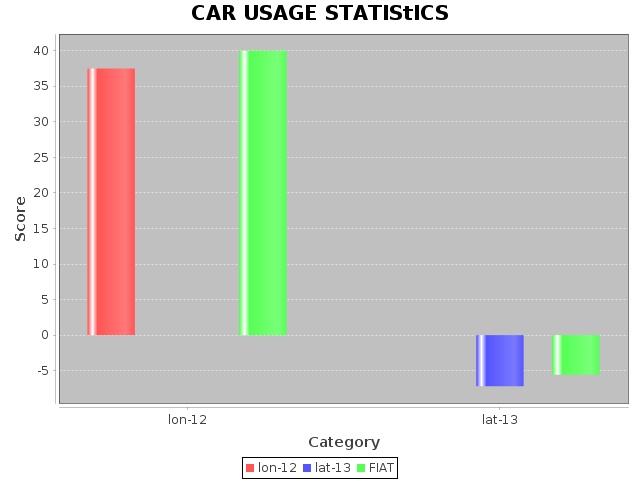 CAR USAGE STATIStICS
40
35
30
25
20
15
10
5
0
-5
Score
lon-12 lat-13
Category
lon-12 lat-13 FIAT